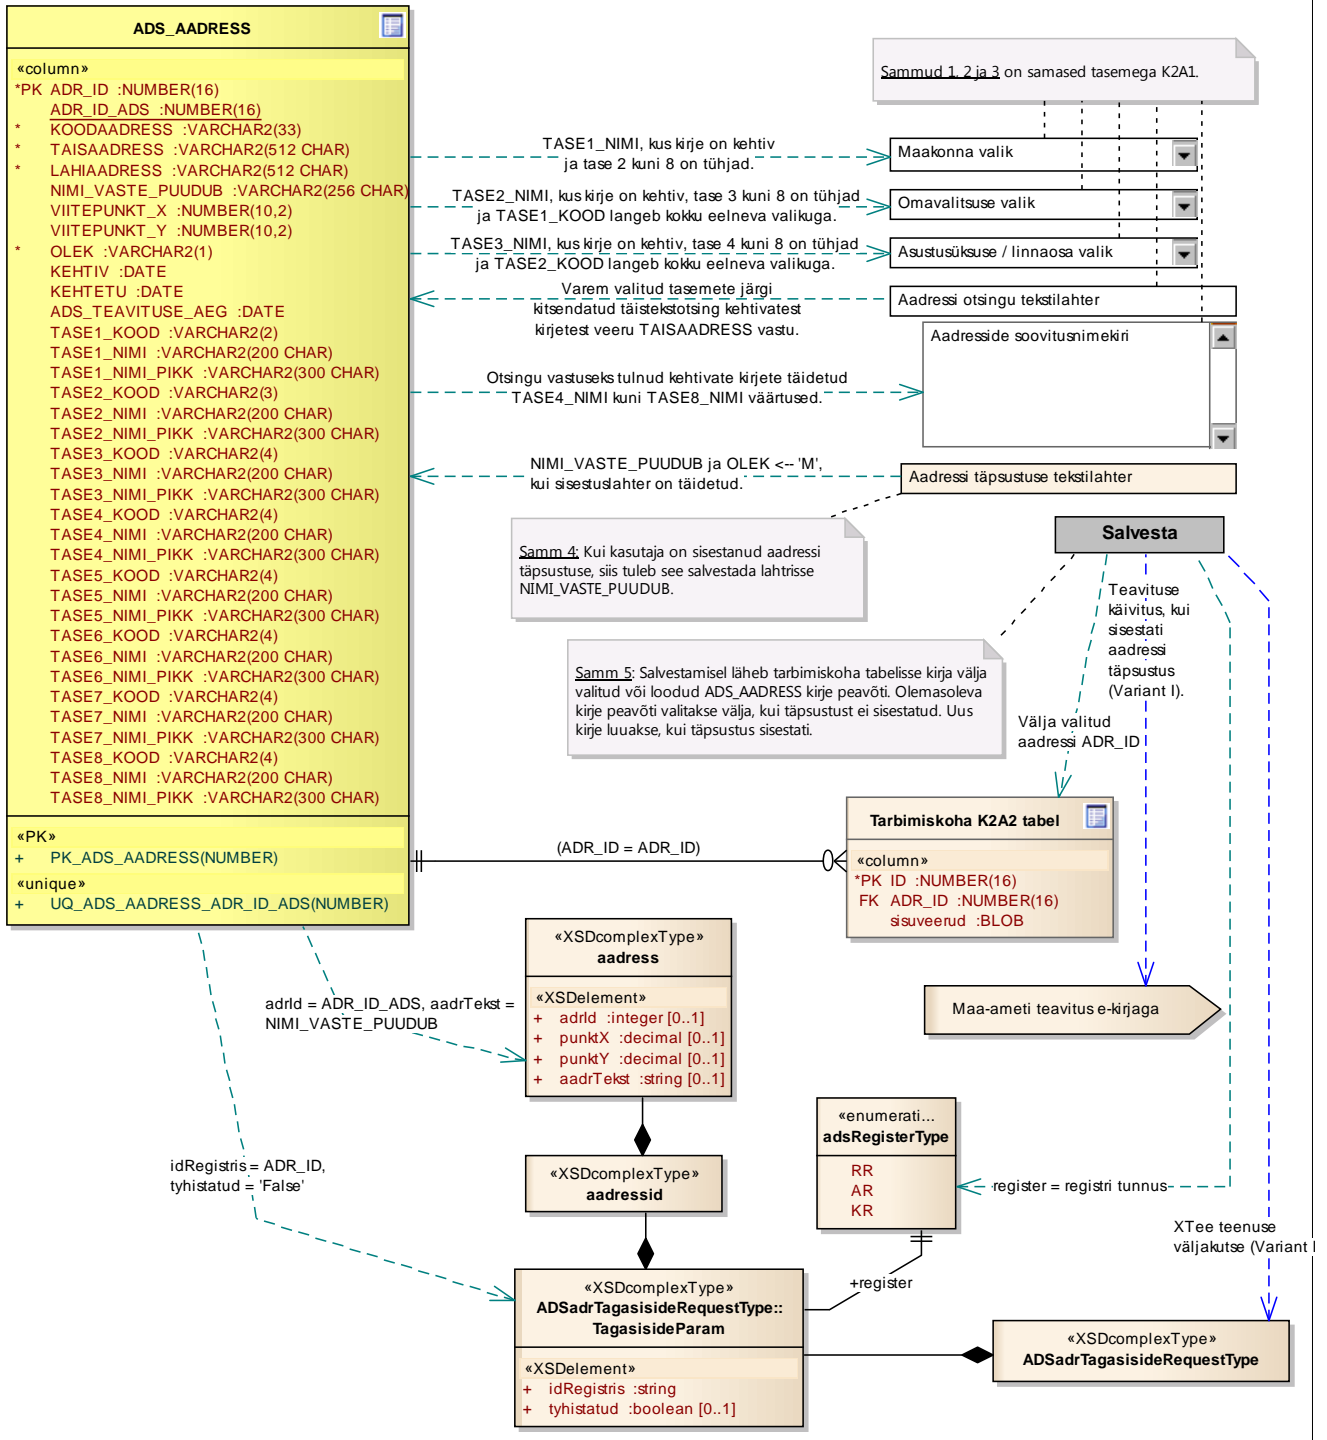 ADS_AADRESS
«column»
*PK ADR_ID :NUMBER(16)
ADR_ID_ADS :NUMBER(16)
* KOODAADRESS :VARCHAR2(33)
* TAISAADRESS :VARCHAR2(512 CHAR)
* LAHIAADRESS :VARCHAR2(512 CHAR)
NIMI_VASTE_PUUDUB :VARCHAR2(256 CHAR)
VIITEPUNKT_X :NUMBER(10,2)
VIITEPUNKT_Y :NUMBER(10,2)
* OLEK :VARCHAR2(1)
KEHTIV :DATE
KEHTETU :DATE
ADS_TEAVITUSE_AEG :DATE
TASE1_KOOD :VARCHAR2(2)
TASE1_NIMI :VARCHAR2(200 CHAR)
TASE1_NIMI_PIKK :VARCHAR2(300 CHAR)
TASE2_KOOD :VARCHAR2(3)
TASE2_NIMI :VARCHAR2(200 CHAR)
TASE2_NIMI_PIKK :VARCHAR2(300 CHAR)
TASE3_KOOD :VARCHAR2(4)
TASE3_NIMI :VARCHAR2(200 CHAR)
TASE3_NIMI_PIKK :VARCHAR2(300 CHAR)
TASE4_KOOD :VARCHAR2(4)
TASE4_NIMI :VARCHAR2(200 CHAR)
TASE4_NIMI_PIKK :VARCHAR2(300 CHAR)
TASE5_KOOD :VARCHAR2(4)
TASE5_NIMI :VARCHAR2(200 CHAR)
TASE5_NIMI_PIKK :VARCHAR2(300 CHAR)
TASE6_KOOD :VARCHAR2(4)
TASE6_NIMI :VARCHAR2(200 CHAR)
TASE6_NIMI_PIKK :VARCHAR2(300 CHAR)
TASE7_KOOD :VARCHAR2(4)
TASE7_NIMI :VARCHAR2(200 CHAR)
TASE7_NIMI_PIKK :VARCHAR2(300 CHAR)
TASE8_KOOD :VARCHAR2(4)
TASE8_NIMI :VARCHAR2(200 CHAR)
TASE8_NIMI_PIKK :VARCHAR2(300 CHAR)
«PK»
+ PK_ADS_AADRESS(NUMBER)
«unique»
+ UQ_ADS_AADRESS_ADR_ID_ADS(NUMBER)
Sammud 1, 2 ja 3 on samased tasemega K2A1.
TASE1_NIMI, kus kirje on kehtiv
ja tase 2 kuni 8 on tühjad.
Maakonna valik
TASE2_NIMI, kus kirje on kehtiv, tase 3 kuni 8 on tühjad
ja TASE1_KOOD langeb kokku eelneva valikuga.
Omavalitsuse valik
TASE3_NIMI, kus kirje on kehtiv, tase 4 kuni 8 on tühjad
ja TASE2_KOOD langeb kokku eelneva valikuga.
Asustusüksuse / linnaosa valik
Varem valitud tasemete järgi
kitsendatud täistekstotsing kehtivatest
kirjetest veeru TAISAADRESS vastu.
Aadressi otsingu tekstilahter
Aadresside soovitusnimekiri
Otsingu vastuseks tulnud kehtivate kirjete täidetud
TASE4_NIMI kuni TASE8_NIMI väärtused.
NIMI_VASTE_PUUDUB ja OLEK <-- 'M',
kui sisestuslahter on täidetud.
Aadressi täpsustuse tekstilahter
Samm 4: Kui kasutaja on sisestanud aadressi
täpsustuse, siis tuleb see salvestada lahtrisse
NIMI_VASTE_PUUDUB.
Salvesta
Teavituse
käivitus, kui
sisestati
aadressi
täpsustus
(Variant I).
Samm 5: Salvestamisel läheb tarbimiskoha tabelisse kirja välja
valitud või loodud ADS_AADRESS kirje peavõti. Olemasoleva
kirje peavõti valitakse välja, kui täpsustust ei sisestatud. Uus
kirje luuakse, kui täpsustus sisestati.
Välja valitud
aadressi ADR_ID
Tarbimiskoha K2A2 tabel
«column»
*PK ID :NUMBER(16)
FK ADR_ID :NUMBER(16)
sisuveerud :BLOB
(ADR_ID = ADR_ID)
«XSDcomplexType»
aadress
«XSDelement»
+ adrId :integer [0..1]
+ punktX :decimal [0..1]
+ punktY :decimal [0..1]
+ aadrTekst :string [0..1]
adrId = ADR_ID_ADS, aadrTekst =
NIMI_VASTE_PUUDUB
Maa-ameti teavitus e-kirjaga
«enumerati...
adsRegisterType
RR
AR
KR
register = registri tunnus
«XSDcomplexType»
aadressid
idRegistris = ADR_ID,
tyhistatud = 'False'
XTee teenuse
väljakutse (Variant I
+register
«XSDcomplexType»
ADSadrTagasisideRequestType::
TagasisideParam
«XSDelement»
+ idRegistris :string
+ tyhistatud :boolean [0..1]
«XSDcomplexType»
ADSadrTagasisideRequestType